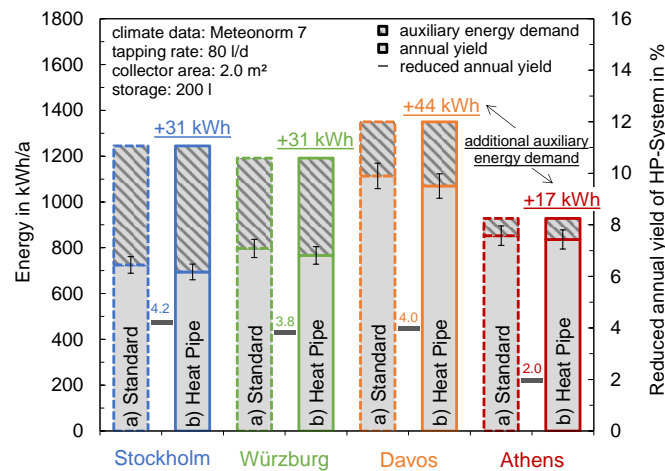 1800
1600
1400
1200
1000
800
600
400
200
0
Energy in kWh/a
climate data: Meteonorm 7
tapping rate: 80 l/d
collector area: 2.0 m²
storage: 200 l
auxiliary energy demand
annual yield
reduced annual yield
+31 kWh
+31 kWh
+44 kWh
+17 kWh
additional auxiliary
energy demand
4.2
3.8
4.0
2.0
a) Standard
b) Heat Pipe
a) Standard
b) Heat Pipe
a) Standard
b) Heat Pipe
a) Standard
b) Heat Pipe
Stockholm
Würzburg
Davos
Athens
16
14
12
10
8
6
4
2
0
Reduced annual yield of HP-System in %